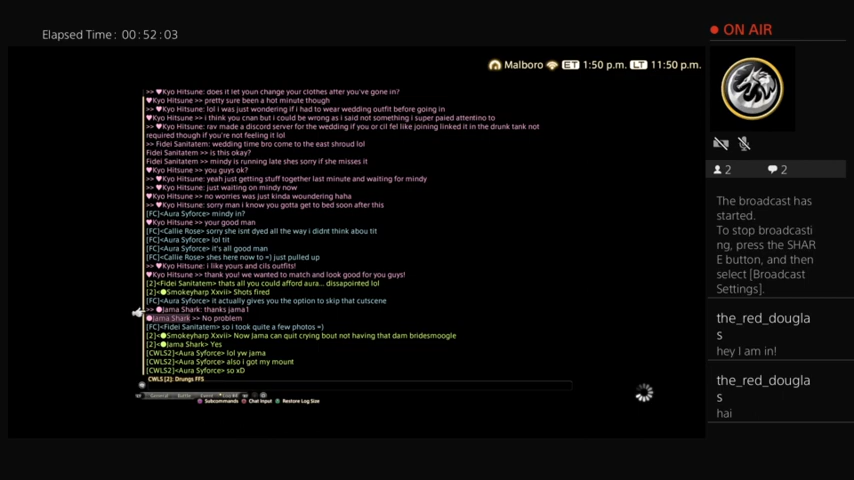 Elapsed Time : 00:52:03
ON AIR
Malboro ET 1:50 p.m. LT 11:50 p.m.
>> ♥Kyo Hitsune: does it let youn change your clothes after you've gone in?
♥Kyo Hitsune >> pretty sure been a hot minute though
>> ♥Kyo Hitsune: lol i was just wondering if i had to wear wedding outfit before going in
♥Kyo Hitsune >> i think you cnan but i could be wrong as i said not something i super paied attentino to
>> ♥Kyo Hitsune: rav made a discord server for the wedding if you or cil fel like joining linked it in the drunk tank not
required though if you're not feeling it lol
>> Fidei Sanitatem: wedding time bro come to the east shroud lol
Fidei Sanitatem >> is this okay?
Fidei Sanitatem >> mindy is running late shes sorry if she misses it
♥Kyo Hitsune >> you guys ok?
>> ♥Kyo Hitsune: yeah just getting stuff together last minute and waiting for mindy
>> ♥Kyo Hitsune: just waiting on mindy now
♥Kyo Hitsune >> no worries was just kinda woundering haha
>> ♥Kyo Hitsune: sorry man i know you gotta get to bed soon after this
[FC]<Aura Syforce> mindy in?
♥Kyo Hitsune >> your good man
[FC]<Callie Rose> sorry she isnt dyed all the way i didnt think abou tit
[FC]<Aura Syforce> lol tit
[FC]<Aura Syforce> it's all good man
[FC]<Callie Rose> shes here now to =) just pulled up
>> ♥Kyo Hitsune: i like yours and cils outfits!
♥Kyo Hitsune >> thank you! we wanted to match and look good for you guys!
[2]<Fidei Sanitatem> thats all you could afford aura... dissapointed lol
[2]<Smokeyharp Xxvii> Shots fired
[FC]<Aura Syforce> it actually gives you the option to skip that cutscene
>> Jama Shark: thanks jama1
Jama Shark >> No problem
[FC]<Fidei Sanitatem> so i took quite a few photos =)
[2]<Smokeyharp Xxvii> Now Jama can quit crying bout not having that dam bridesmoogle
[2]<Jama Shark> Yes
[CWLS2]<Aura Syforce> lol yw jama
[CWLS2]<Aura Syforce> also i got my mount
[CWLS2]<Aura Syforce> so xD
CWLS [2]: Drungs FFS
General Battle Event
Subcommands Chat Input Restore Log Size
2 2
The broadcast has
started.
To stop broadcasti
ng, press the SHAR
E button, and then
select [Broadcast
Settings].
the_red_dougla
s
hey I am in!
the_red_dougla
s
hai